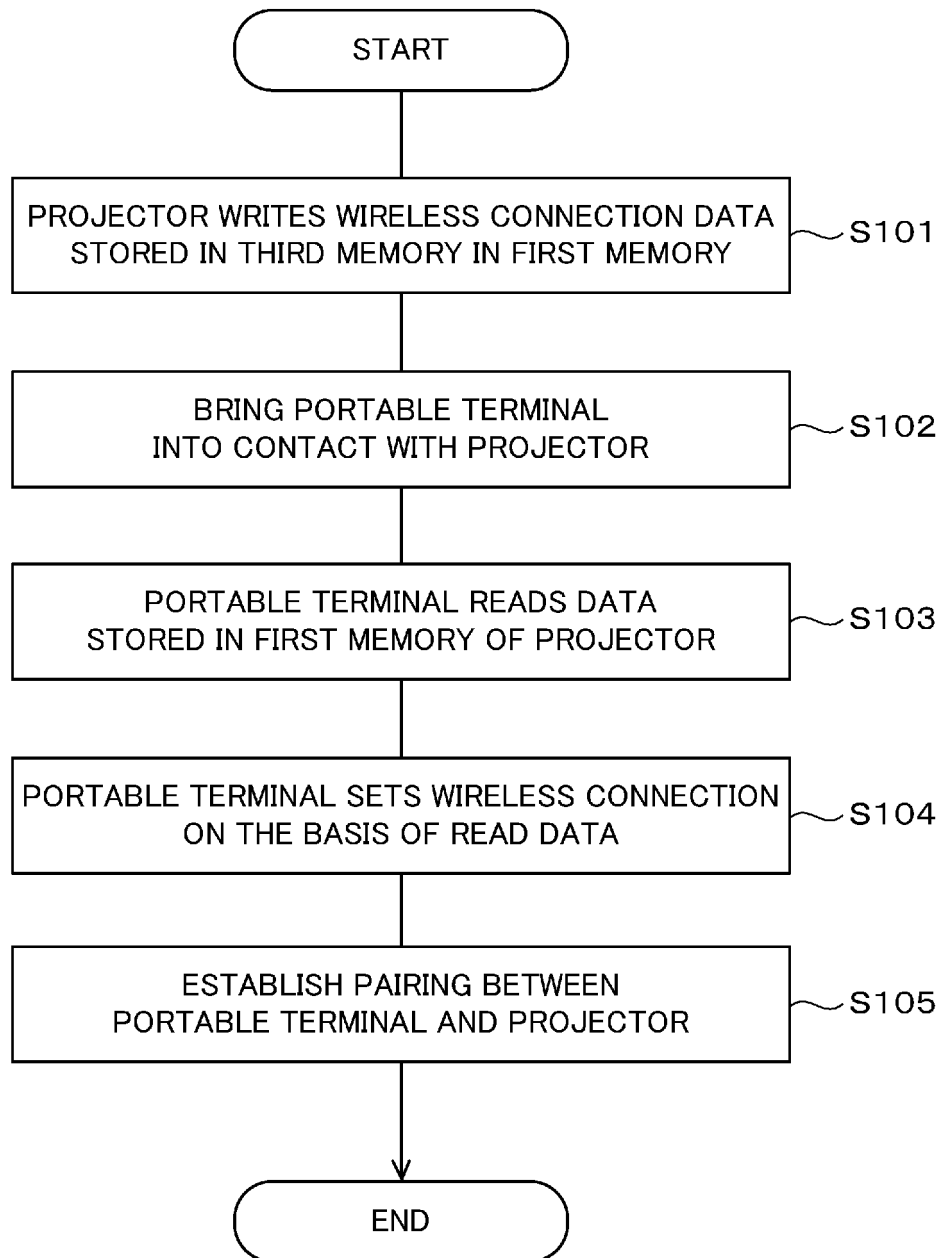 START
PROJECTOR WRITES WIRELESS CONNECTION DATA
STORED IN THIRD MEMORY IN FIRST MEMORY
S101
BRING PORTABLE TERMINAL
INTO CONTACT WITH PROJECTOR
S102
PORTABLE TERMINAL READS DATA
STORED IN FIRST MEMORY OF PROJECTOR
S103
PORTABLE TERMINAL SETS WIRELESS CONNECTION
ON THE BASIS OF READ DATA
S104
ESTABLISH PAIRING BETWEEN
PORTABLE TERMINAL AND PROJECTOR
S105
END